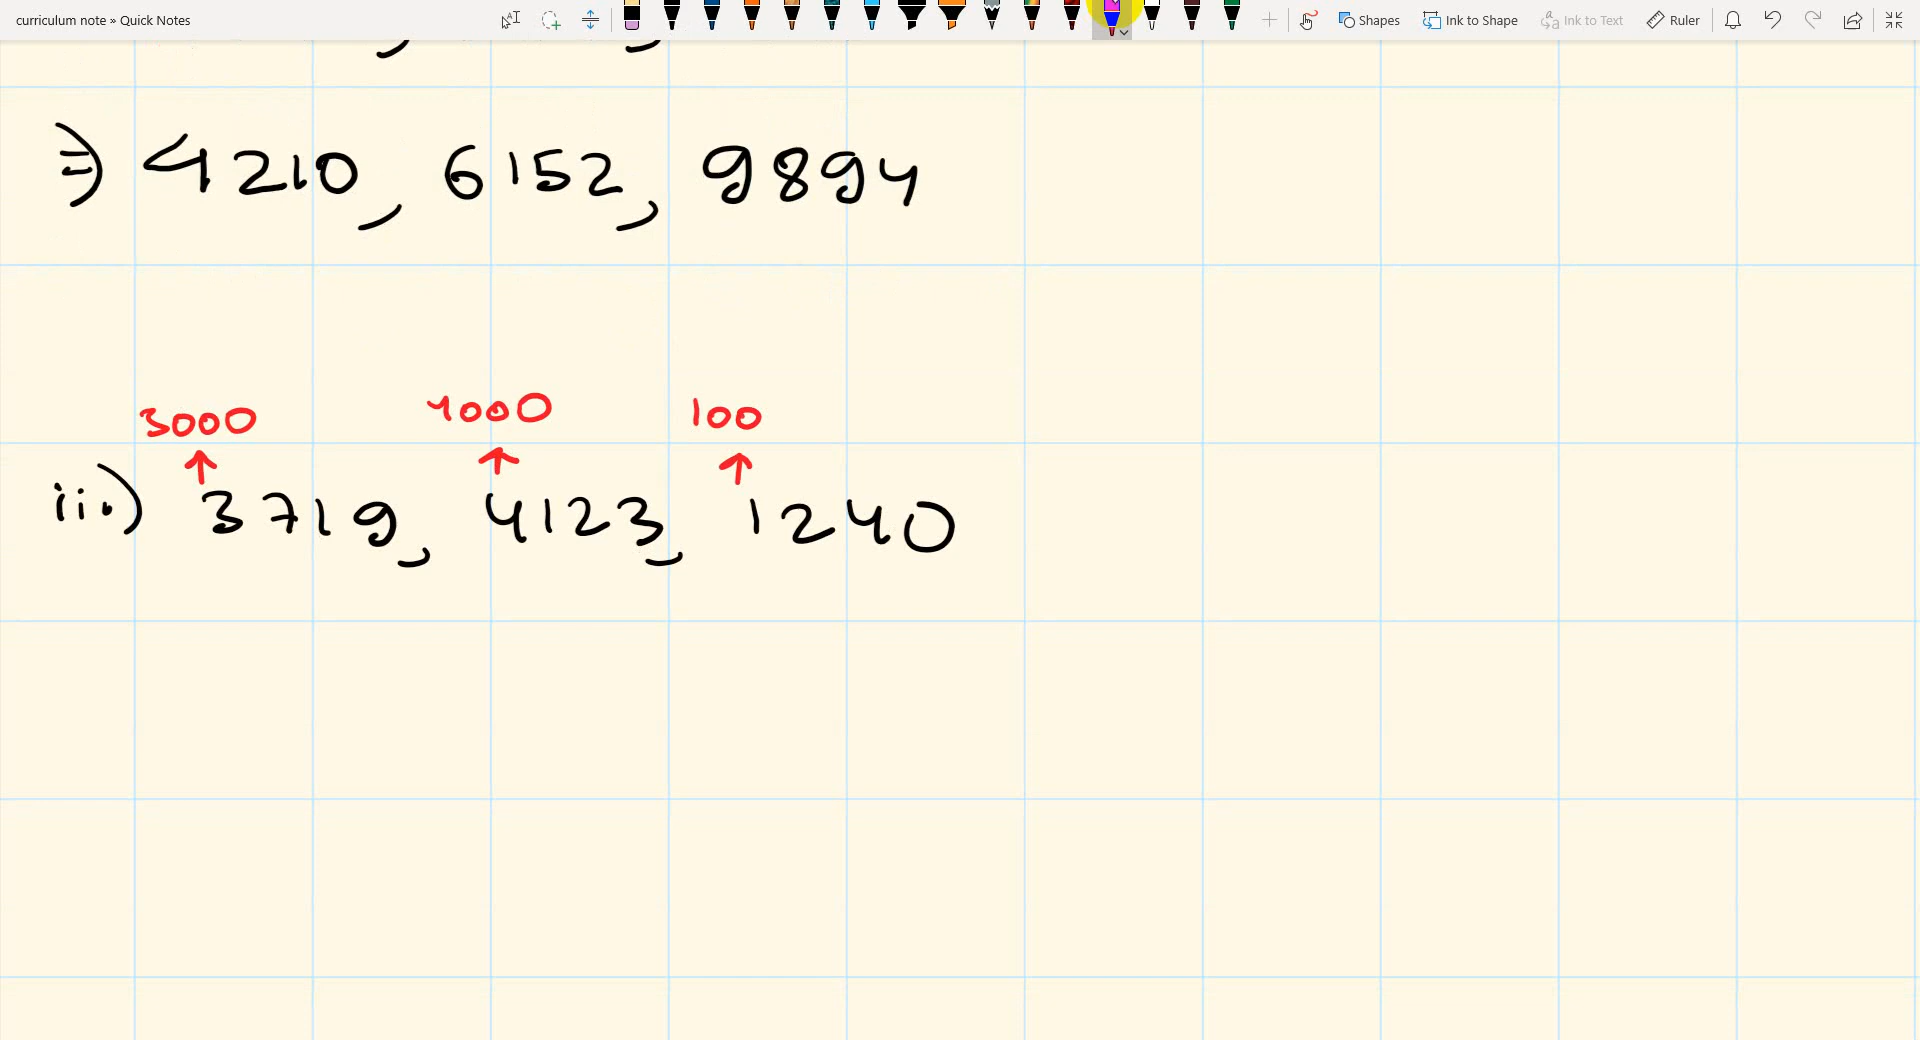 curriculum note » Quick Notes Shapes Ink to Shape Ink to Text Ruler
=) 4210, 6152, 9894
3000 4000 100
iii) 3719, 4123, 1240